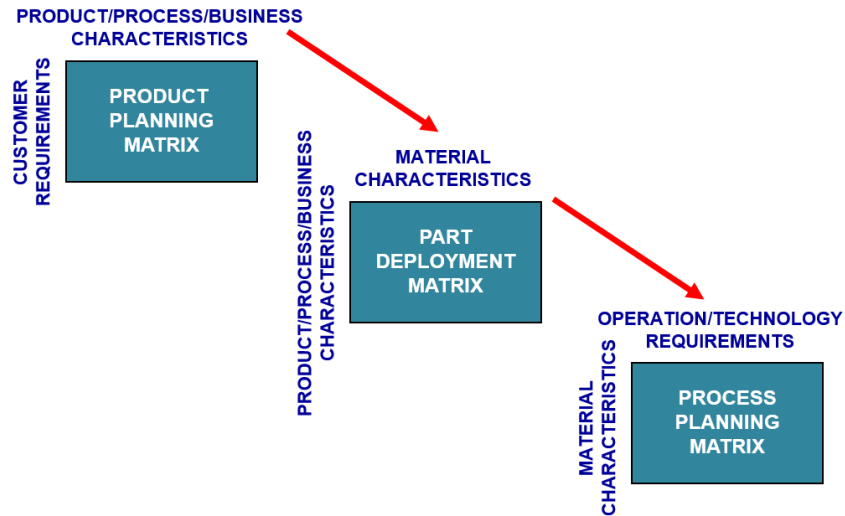 PRODUCT/PROCESS/BUSINESS
CHARACTERISTICS
CUSTOMER
REQUIREMENTS
PRODUCT
PLANNING
MATRIX
MATERIAL
CHARACTERISTICS
PRODUCT/PROCESS/BUSINESS
CHARACTERISTICS
PART
DEPLOYMENT
MATRIX
OPERATION/TECHNOLOGY
REQUIREMENTS
MATERIAL
CHARACTERISTICS
PROCESS
PLANNING
MATRIX